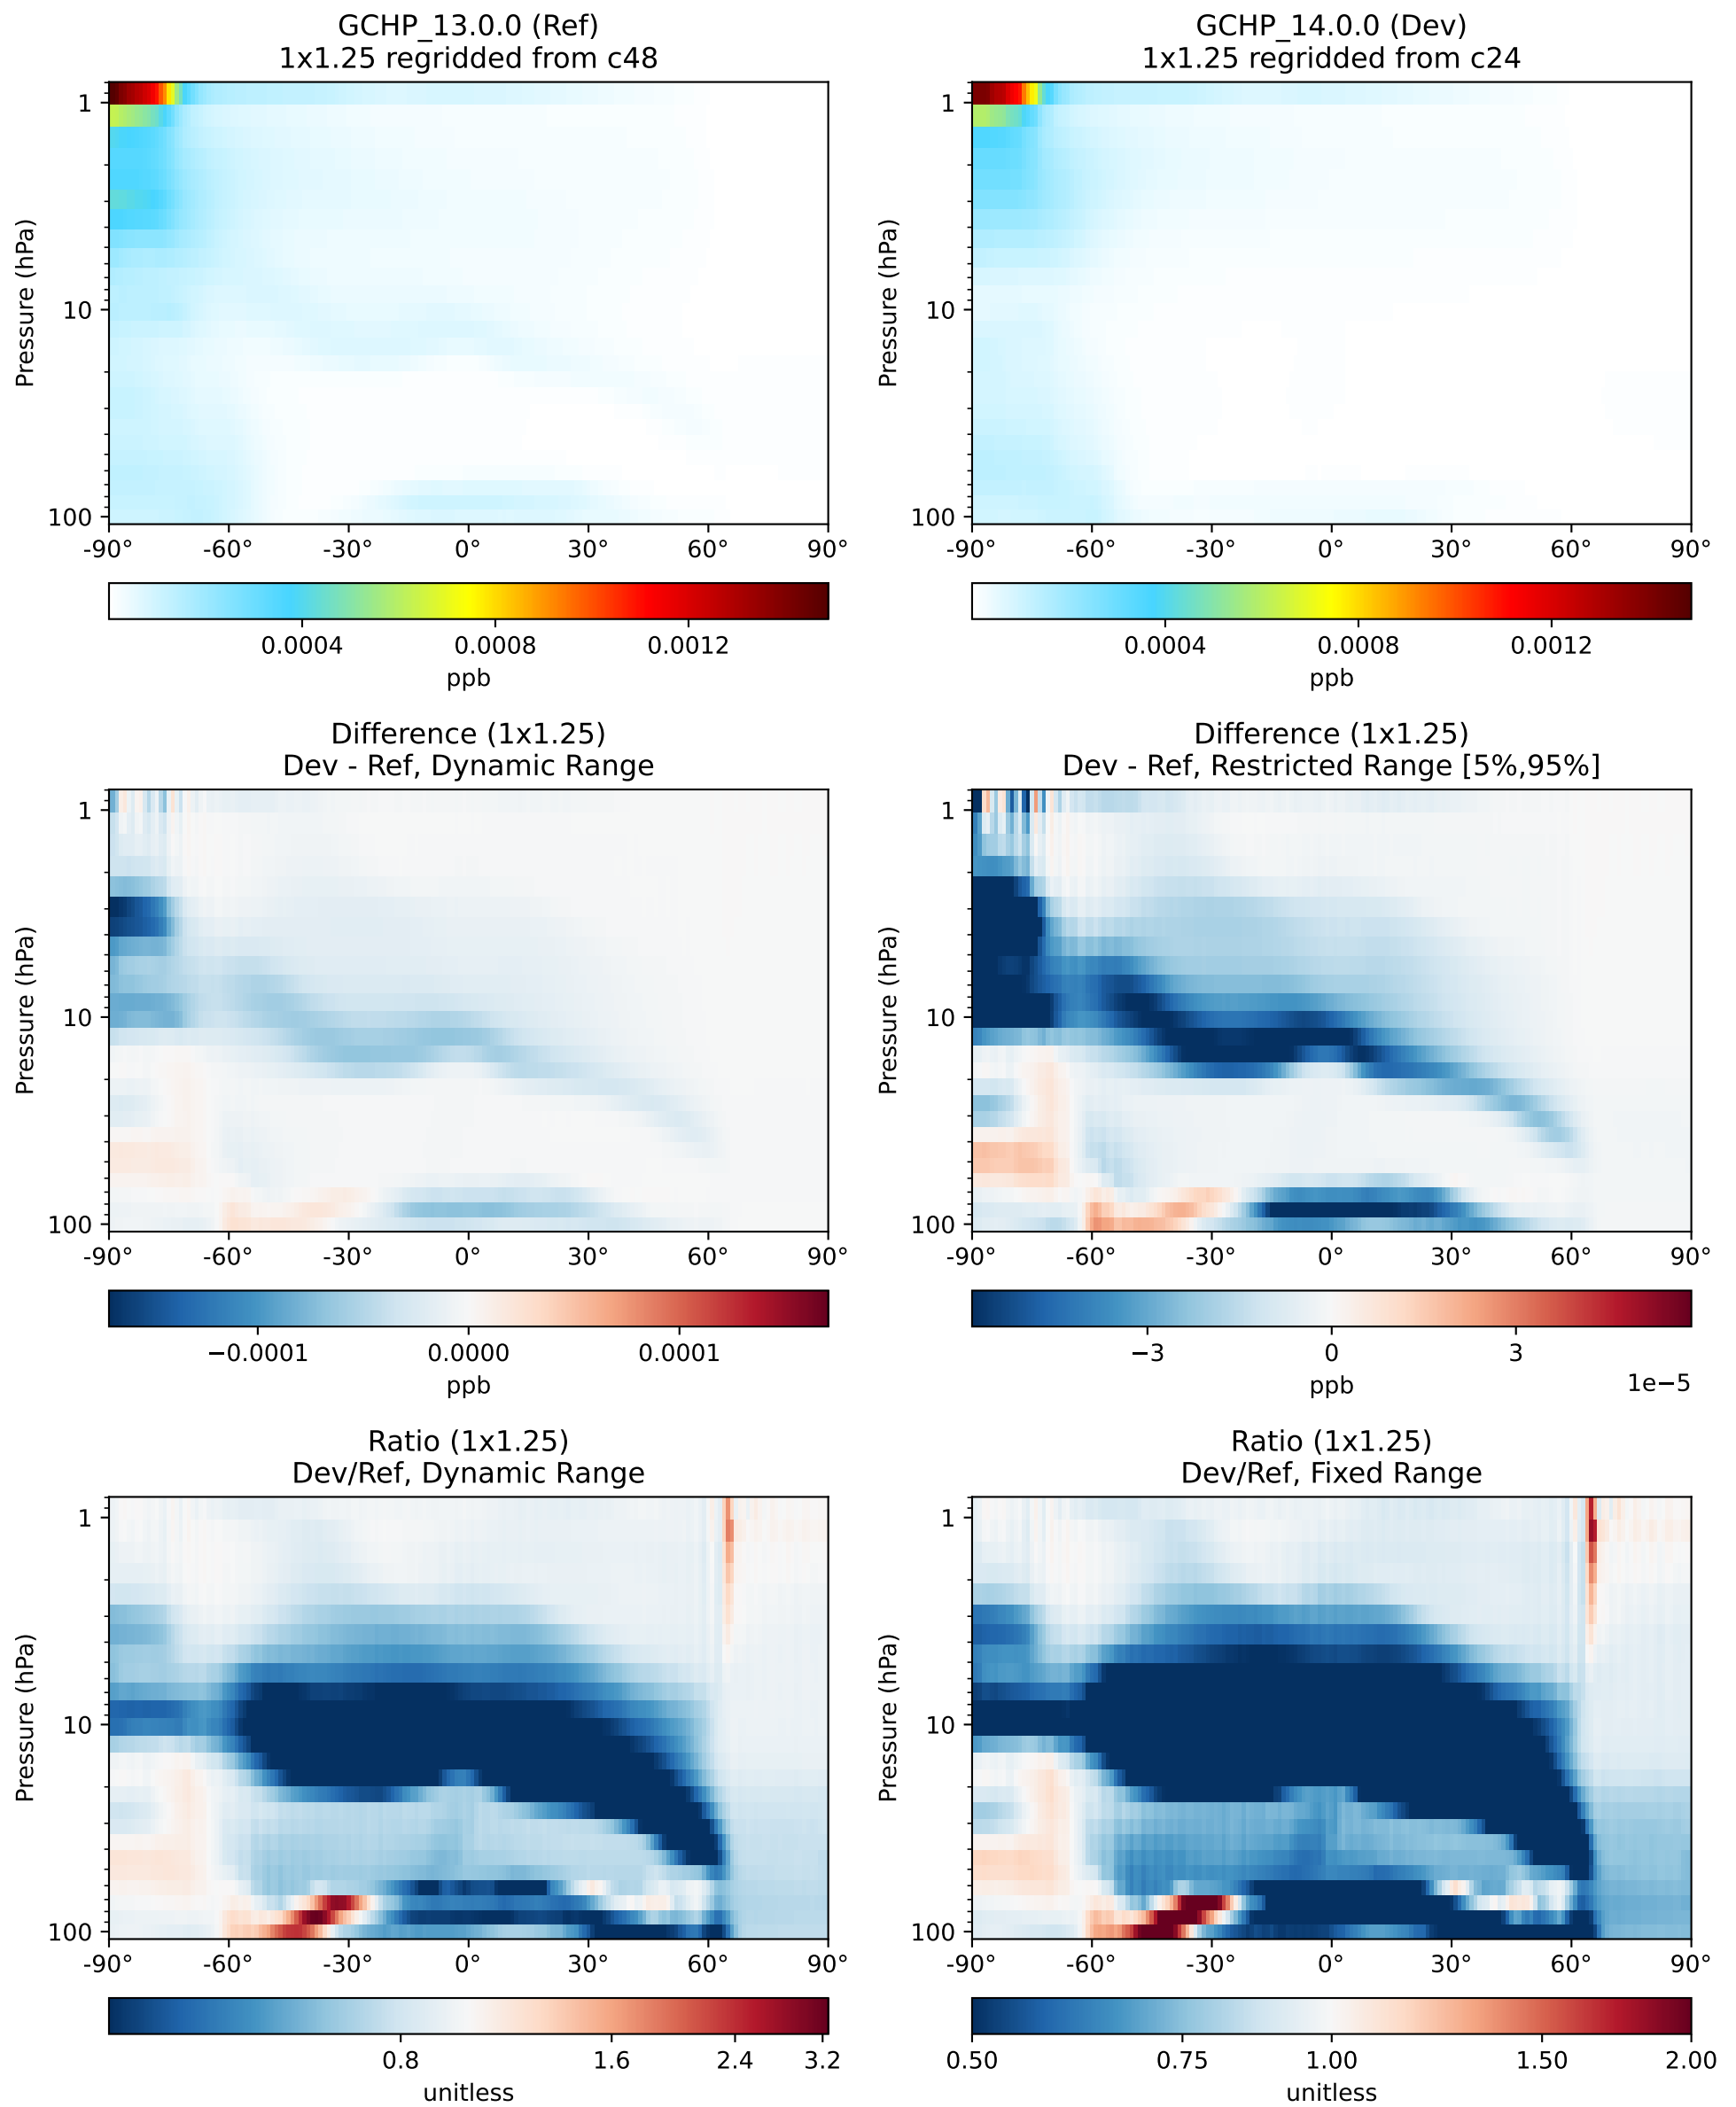 GCHP_13.0.0 (Ref)
1x1.25 regridded from c48
Pressure (hPa)
1
10
100
-90° -60° -30° 0° 30° 60° 90°
0.0004 0.0008 0.0012
ppb
GCHP_14.0.0 (Dev)
1x1.25 regridded from c24
Pressure (hPa)
1
10
100
-90° -60° -30° 0° 30° 60° 90°
0.0004 0.0008 0.0012
ppb
Difference (1x1.25)
Dev - Ref, Dynamic Range
Pressure (hPa)
1
10
100
-90° -60° -30° 0° 30° 60° 90°
−0.0001 0.0000 0.0001
ppb
Difference (1x1.25)
Dev - Ref, Restricted Range [5%,95%]
Pressure (hPa)
1
10
100
-90° -60° -30° 0° 30° 60° 90°
−3 0 3
1e−5
ppb
Ratio (1x1.25)
Dev/Ref, Dynamic Range
Pressure (hPa)
1
10
100
-90° -60° -30° 0° 30° 60° 90°
0.8 1.6 2.4 3.2
unitless
Ratio (1x1.25)
Dev/Ref, Fixed Range
Pressure (hPa)
1
10
100
-90° -60° -30° 0° 30° 60° 90°
0.50 0.75 1.00 1.50 2.00
unitless